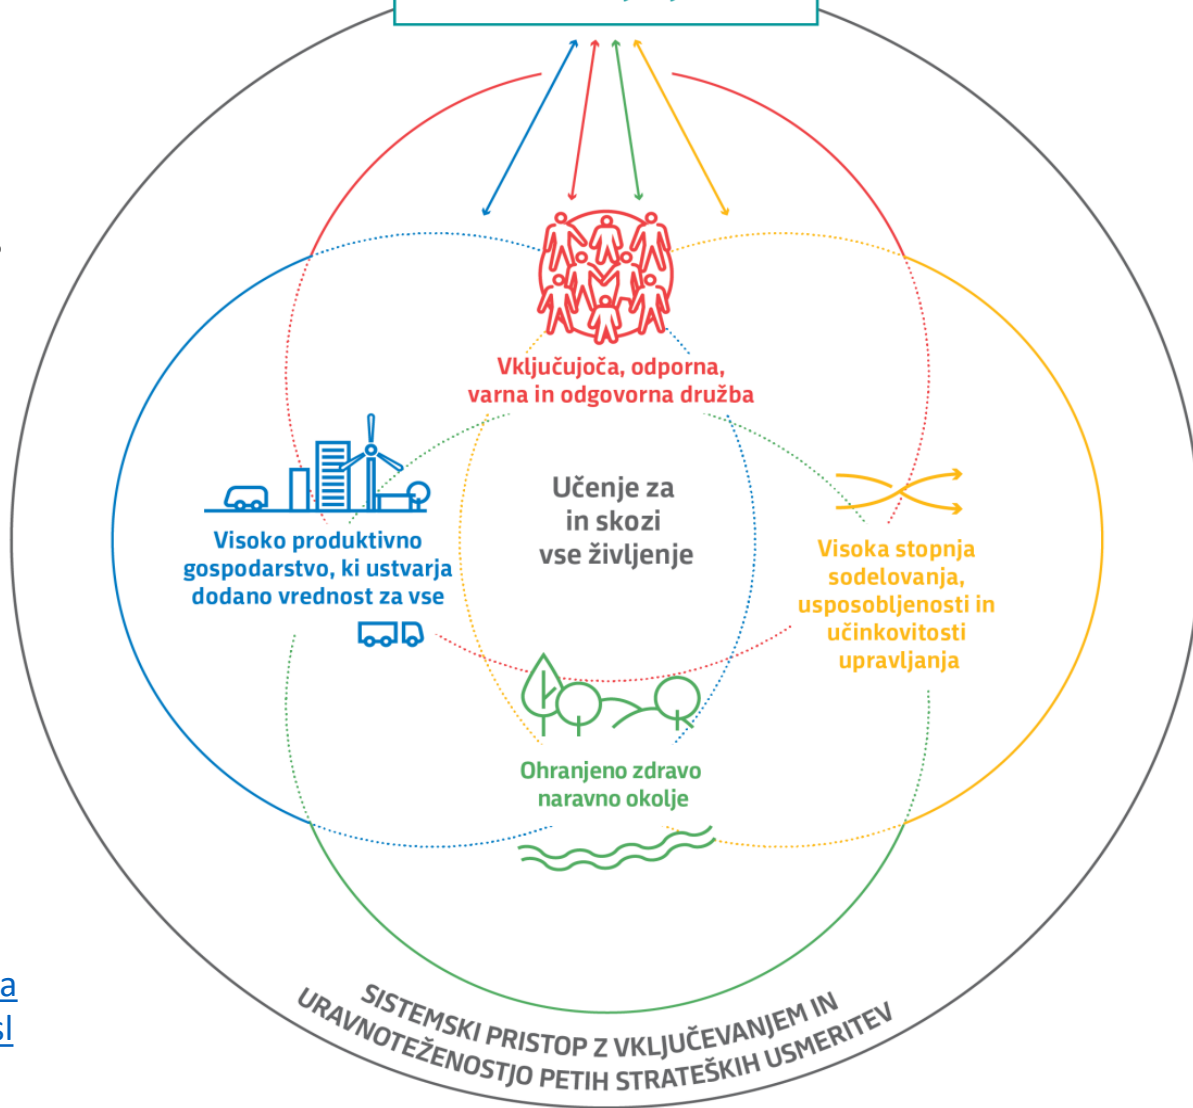 Vključujoča, odporna,
varna in odgovorna družba
Učenje za
in skozi
vse življenje
Visoko produktivno
gospodarstvo, ki ustvarja
dodano vrednost za vse
Visoka stopnja
sodelovanja,
usposobljenosti in
učinkovitosti
upravljanja
Ohranjeno zdravo
naravno okolje
a
sl
SISTEMSKI PRISTOP Z VKLJUČEVANJEM IN
URAVNOTEŽENOSTJO PETIH STRATEŠKIH USMERITEV